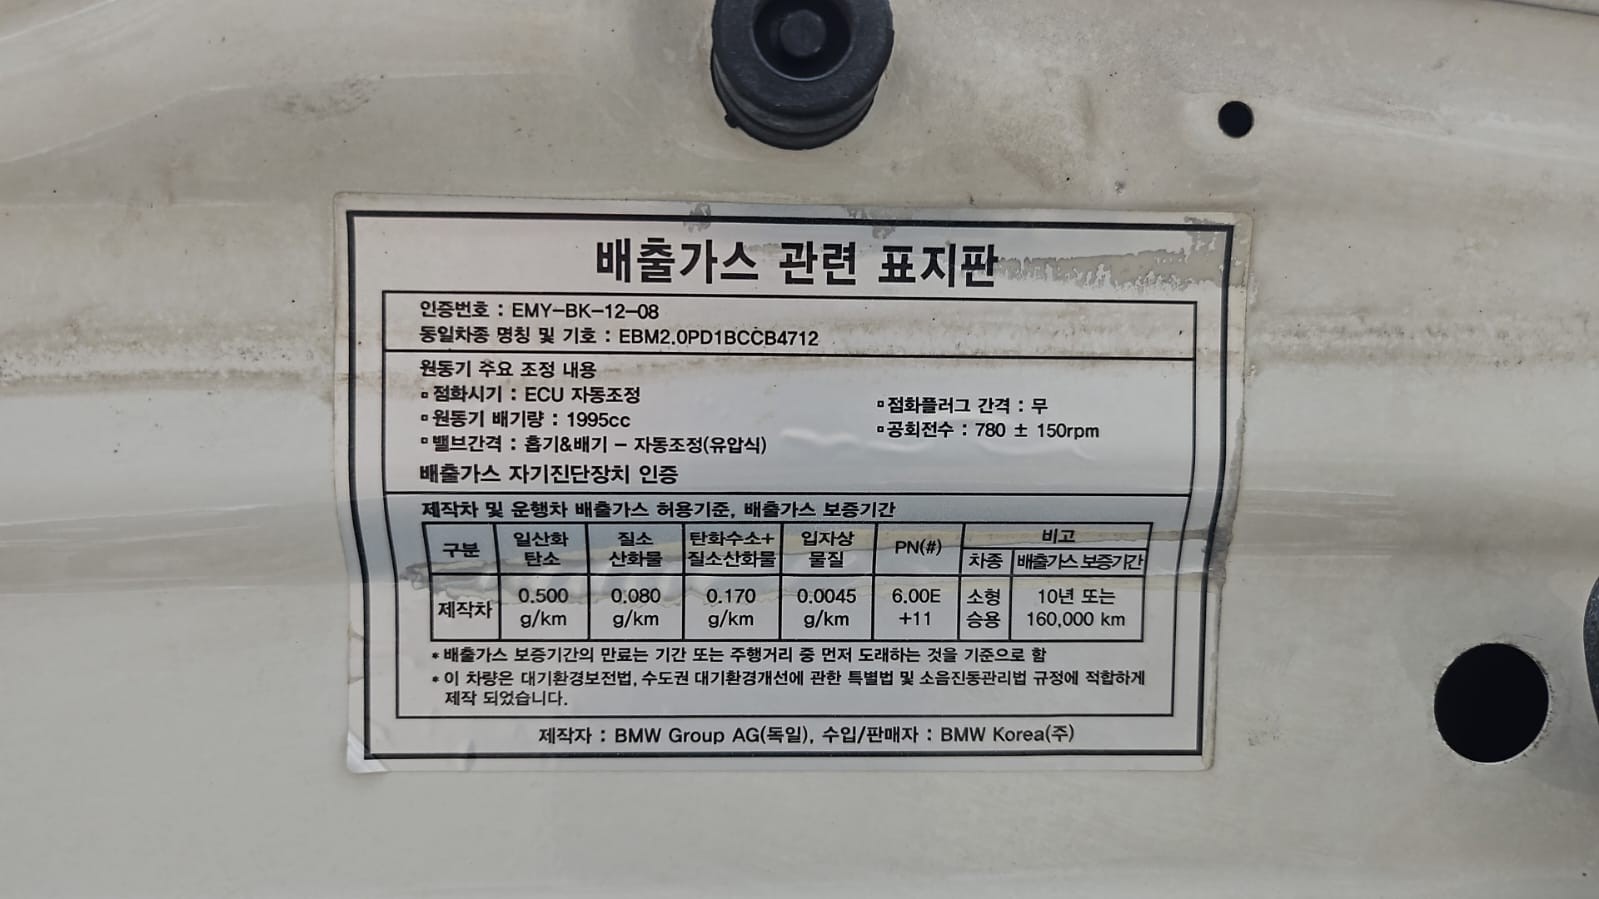 배출가스 관련 표지판
인증번호 : EMY-BK-12-08
동일차종 명칭 및 기호 : EBM2.0PD1BCCB4712
원동기 주요 조정 내용
점화시기 : ECU 자동조정
점화플러그 간격 : 무
원동기 배기량 : 1995cc
공회전수 : 780 ± 150rpm
밸브간격 : 흡기&배기 - 자동조정(유압식)
배출가스 자기진단장치 인증
제작차 및 운행차 배출가스 허용기준, 배출가스 보증기간
구분 일산화탄소 질소산화물 탄화수소+질소산화물 입자상물질 PN(#) 비고
차종 배출가스 보증기간
제작차 0.500 g/km 0.080 g/km 0.170 g/km 0.0045 g/km 6.00E +11 소형 승용 10년 또는 160,000 km
* 배출가스 보증기간의 만료는 기간 또는 주행거리 중 먼저 도래하는 것을 기준으로 함
* 이 차량은 대기환경보전법, 수도권 대기환경개선에 관한 특별법 및 소음진동관리법 규정에 적합하게
제작 되었습니다.
제작자 : BMW Group AG(독일), 수입/판매자 : BMW Korea(주)